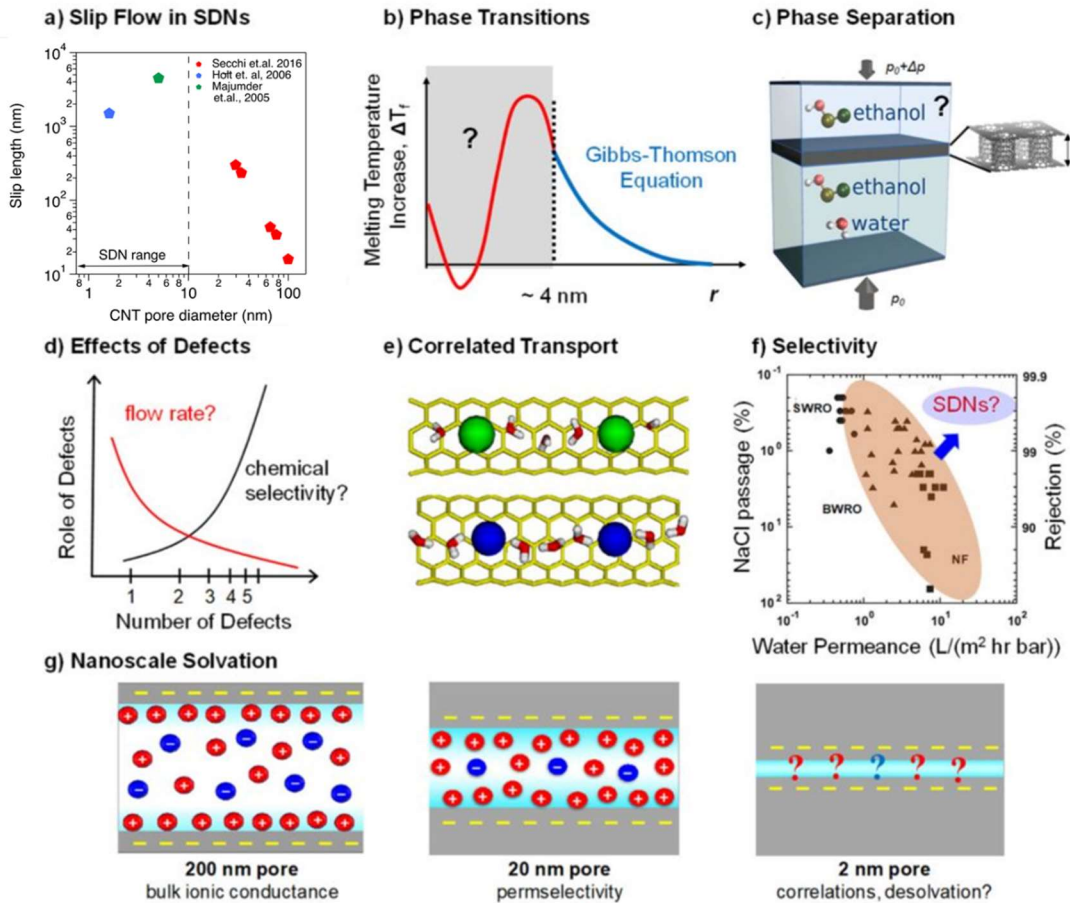 a) Slip Flow in SDNs
Slip length (nm)
10⁴
6
4
2
10³
6
4
2
10²
6
4
2
10¹
Secchi et.al. 2016
Holt et. al, 2006
Majumder
et.al., 2005
SDN range
8
1
2
4
6
8
10
2
4
6
8
100
CNT pore diameter (nm)
b) Phase Transitions
Melting Temperature
Increase, ΔT_f
?
Gibbs-Thomson
Equation
~ 4 nm
r
c) Phase Separation
p₀+Δp
ethanol ?
ethanol
water
p₀
d) Effects of Defects
Role of Defects
flow rate?
chemical
selectivity?
1 2 3 4 5
Number of Defects
e) Correlated Transport
f) Selectivity
NaCl passage (%)
10⁻¹
10⁰
10¹
10²
SWRO
BWRO
NF
SDNs?
99.9
99
90
Rejection (%)
10⁻¹ 10⁰ 10¹ 10²
Water Permeance (L/(m² hr bar))
g) Nanoscale Solvation
+ + + + + + + +
− − −
+ + +
+ +
− − −
+ + + + + + + +
200 nm pore
bulk ionic conductance
+ + + + + + +
+ − + − − +
+ + + + + + +
20 nm pore
permselectivity
? ? ? ? ?
2 nm pore
correlations, desolvation?